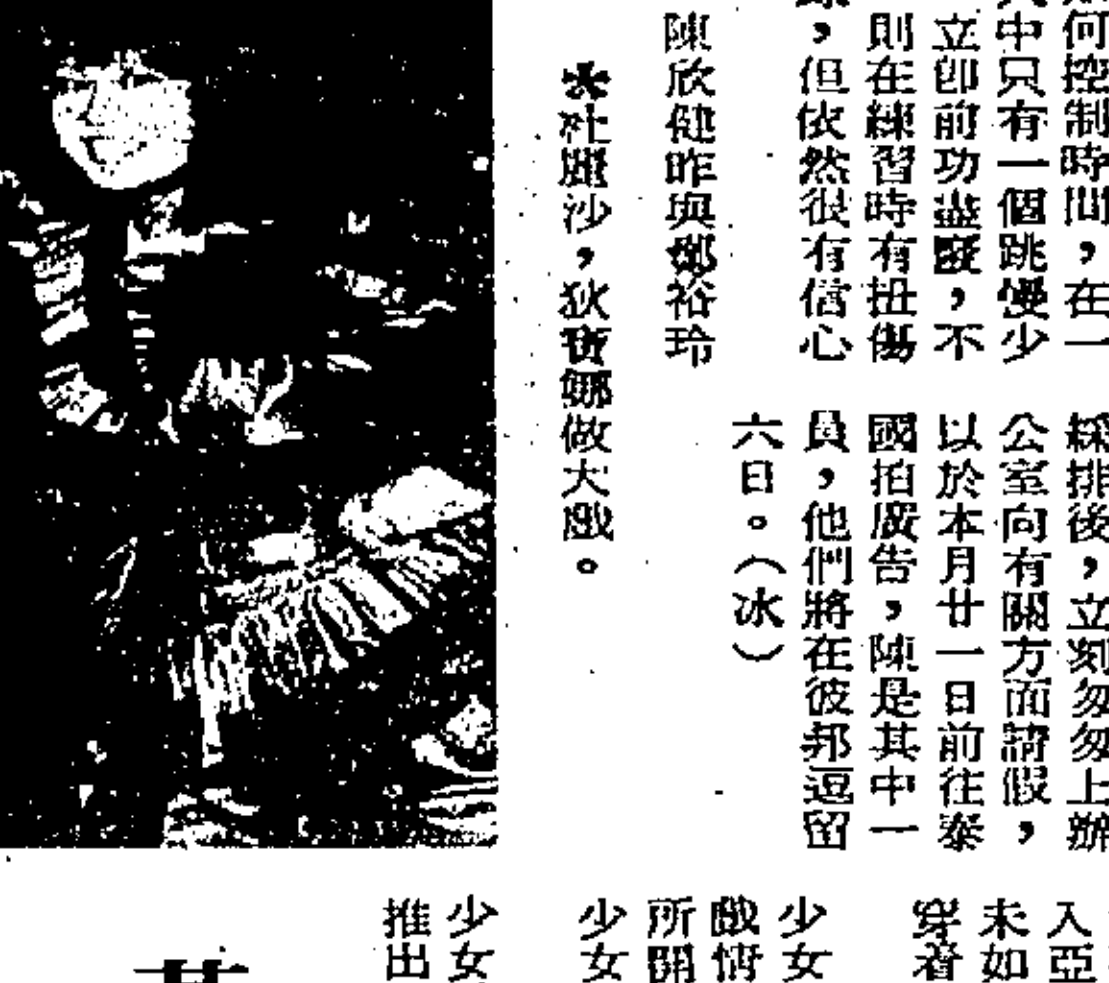 何控制時間，在一
中只有一個跳慢少
立即前功盡廢，不
則在練習時有扭傷
，但依然很有信心
綵排後，立刻匆匆上辦
公室向有關方面請假，
以於本月廿一日前往泰
國拍廣告，陳是其中一
員，他們將在彼邦逗留
六日。（冰）
陳欣健昨與鄭裕玲
杜麗沙，狄寶娜做大戲。
入亞
未如
穿着
少女
戲情
所開
少女
少女
推出